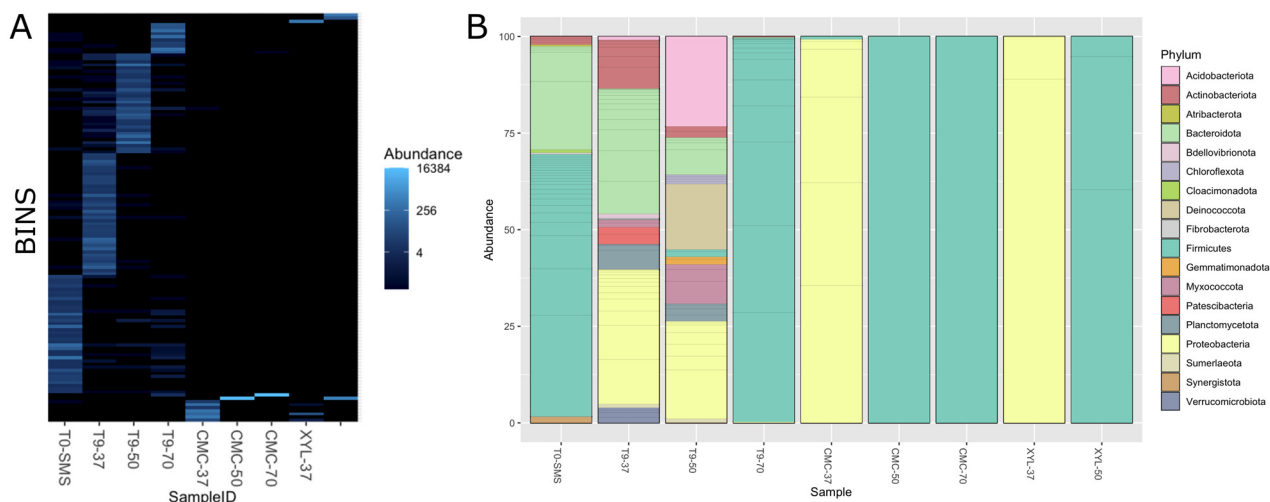 A
BINS
T0-SMS
T9-37
T9-50
T9-70
CMC-37
CMC-50
CMC-70
XYL-37
SampleID
Abundance
16384
256
4
B
Abundance
100
75
50
25
0
T0-SMS
T9-37
T9-50
T9-70
CMC-37
CMC-50
CMC-70
XYL-37
XYL-50
Sample
Phylum
Acidobacteriota
Actinobacteriota
Atribacterota
Bacteroidota
Bdellovibrionota
Chloroflexota
Cloacimonadota
Deinococcota
Fibrobacterota
Firmicutes
Gemmatimonadota
Myxococcota
Patescibacteria
Planctomycetota
Proteobacteria
Sumerlaeota
Synergistota
Verrucomicrobiota